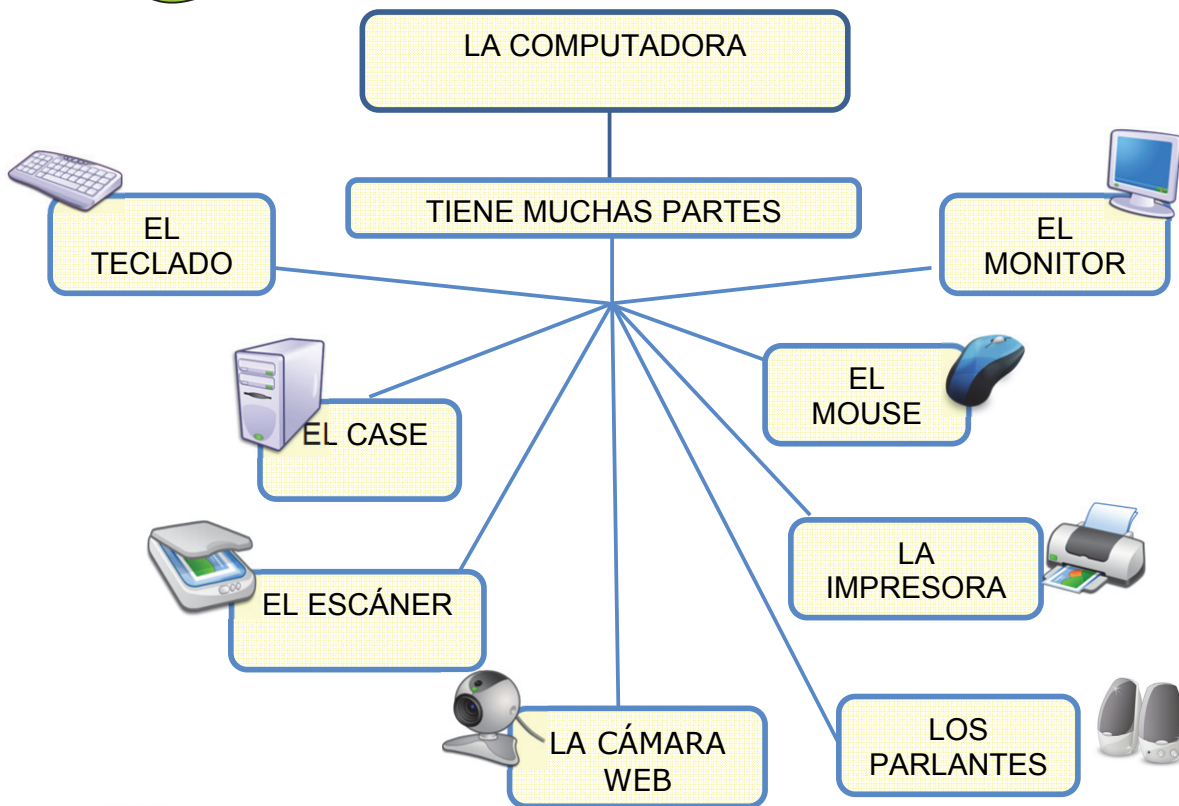 LA COMPUTADORA
TIENE MUCHAS PARTES
EL
TECLADO
EL
MONITOR
EL CASE
EL
MOUSE
EL ESCÁNER
LA
IMPRESORA
LA CÁMARA
WEB
LOS
PARLANTES